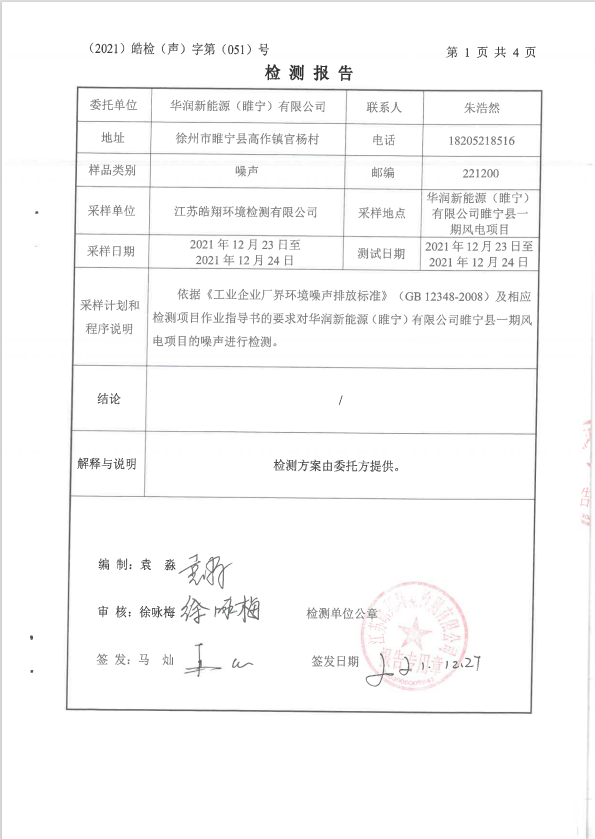 （2021）皓检（声）字第（051）号
第 1 页 共 4 页
检 测 报 告
委托单位 华润新能源（睢宁）有限公司 联系人 朱浩然
地址 徐州市睢宁县高作镇官杨村 电话 18205218516
样品类别 噪声 邮编 221200
采样单位 江苏皓翔环境检测有限公司 采样地点 华润新能源（睢宁）
有限公司睢宁县一
期风电项目
采样日期 2021 年 12 月 23 日至
2021 年 12 月 24 日
测试日期 2021 年 12 月 23 日至
2021 年 12 月 24 日
采样计划和
程序说明
依据《工业企业厂界环境噪声排放标准》（GB 12348-2008）及相应
检测项目作业指导书的要求对华润新能源（睢宁）有限公司睢宁县一期风
电项目的噪声进行检测。
结论 /
解释与说明 检测方案由委托方提供。
编 制：袁 淼
审 核：徐咏梅 徐咏梅
检测单位公章
签 发：马 灿
签发日期 2021.12.27
报告专用章